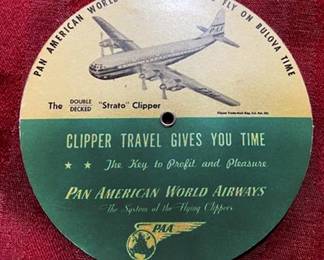 PAN AMERICAN WORLD FLY ON BULOVA TIME
PAA
The DOUBLE DECKED "Strato" Clipper
CLIPPER TRAVEL GIVES YOU TIME
The Key to Profit and Pleasure
PAN AMERICAN WORLD AIRWAYS
The System of the Flying Clippers
PAA